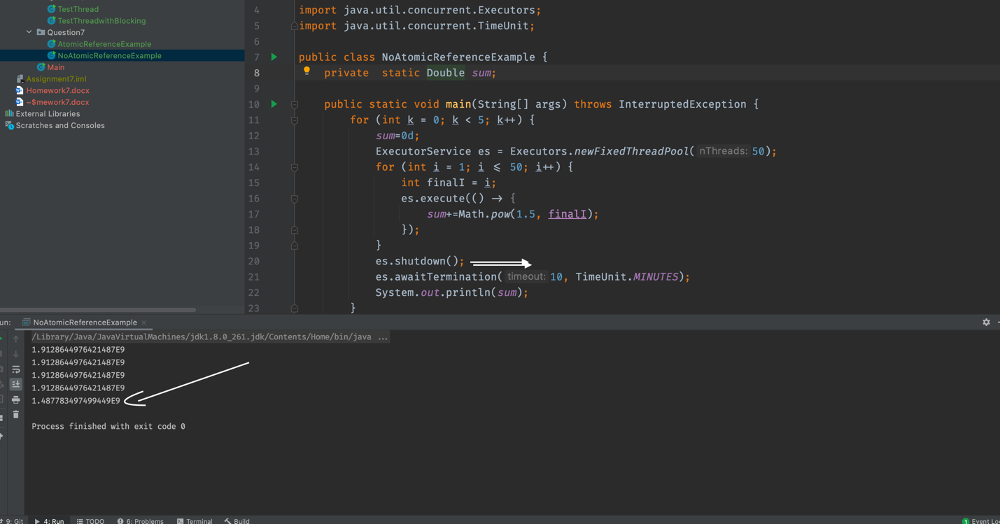 TestThread
TestThreadwithBlocking
Question7
AtomicReferenceExample
NoAtomicReferenceExample
Main
Assignment7.iml
Homework7.docx
~$mework7.docx
External Libraries
Scratches and Consoles
4 import java.util.concurrent.Executors;
5 import java.util.concurrent.TimeUnit;
6
7 public class NoAtomicReferenceExample {
8 private static Double sum;
9
10 public static void main(String[] args) throws InterruptedException {
11 for (int k = 0; k < 5; k++) {
12 sum=0d;
13 ExecutorService es = Executors.newFixedThreadPool( nThreads: 50);
14 for (int i = 1; i <= 50; i++) {
15 int finalI = i;
16 es.execute(() -> {
17 sum+=Math.pow(1.5, finalI);
18 });
19 }
20 es.shutdown();
21 es.awaitTermination( timeout: 10, TimeUnit.MINUTES);
22 System.out.println(sum);
23 }
un: NoAtomicReferenceExample ×
/Library/Java/JavaVirtualMachines/jdk1.8.0_261.jdk/Contents/Home/bin/java ...
1.9128644976421487E9
1.9128644976421487E9
1.9128644976421487E9
1.9128644976421487E9
1.487783497499449E9
Process finished with exit code 0
9: Git 4: Run TODO 6: Problems Terminal Build 1 Event Lo